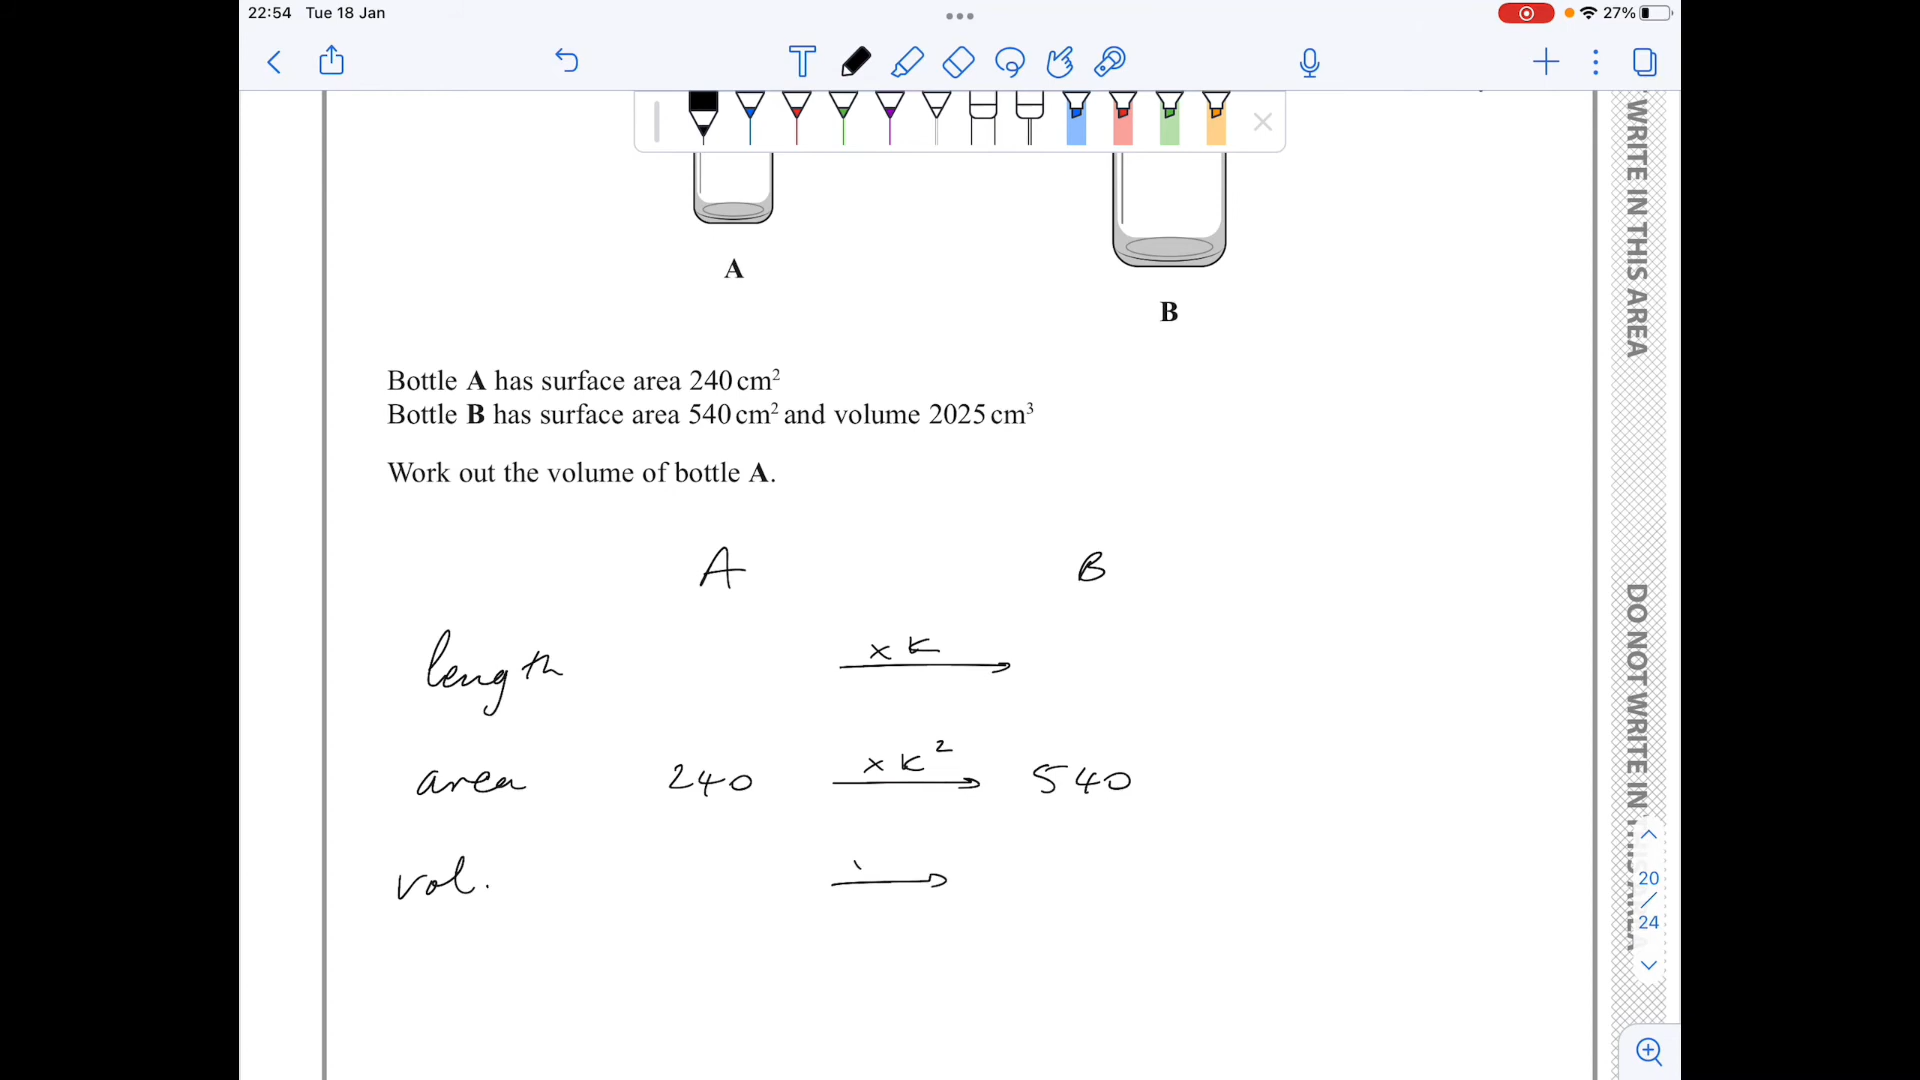 22:54 Tue 18 Jan
27%
A
B
Bottle A has surface area 240 cm²
Bottle B has surface area 540 cm² and volume 2025 cm³
Work out the volume of bottle A.
A B
length × K
area 240 × K² 540
vol.
WRITE IN THIS AREA
DO NOT WRITE IN THIS AREA
20
24